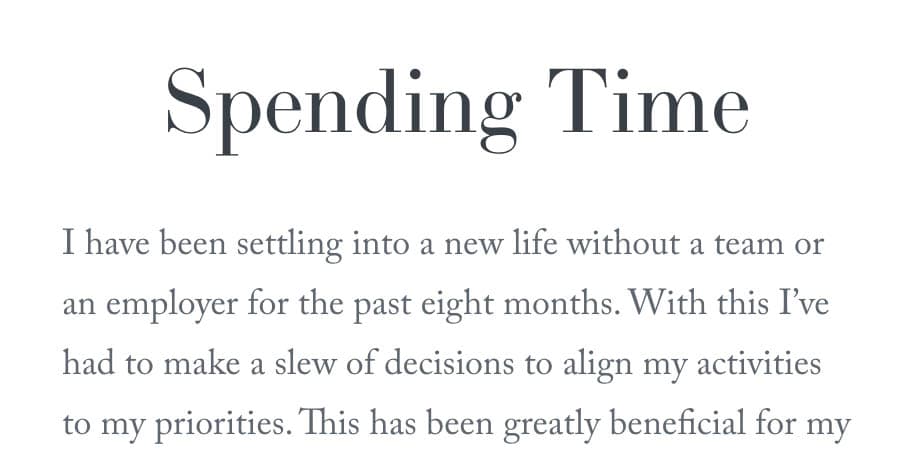 Spending Time
I have been settling into a new life without a team or
an employer for the past eight months. With this I’ve
had to make a slew of decisions to align my activities
to my priorities. This has been greatly beneficial for my